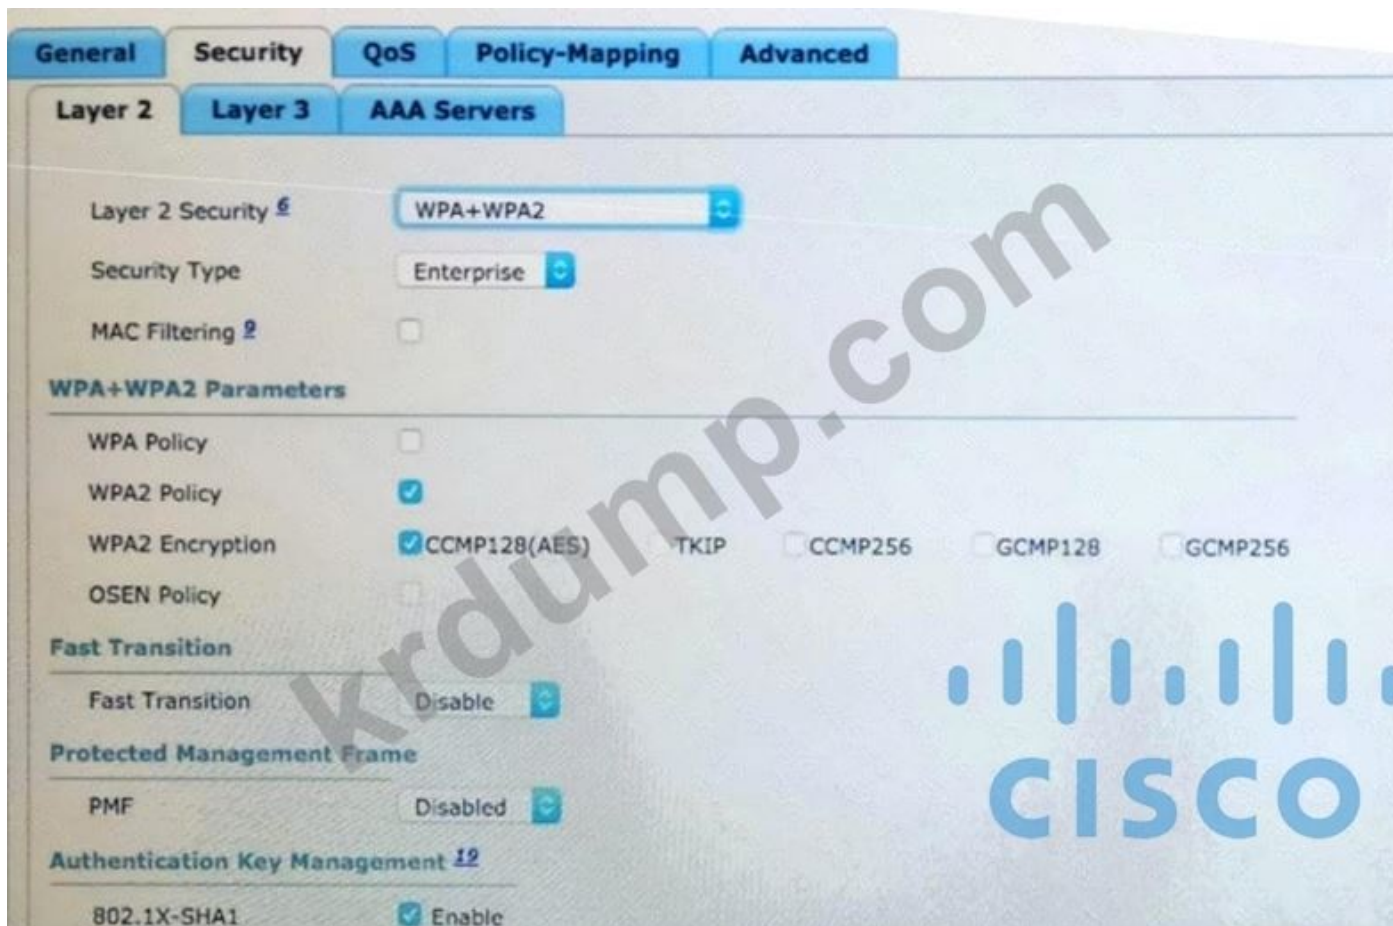 General Security QoS Policy-Mapping Advanced
Layer 2 Layer 3 AAA Servers
Layer 2 Security 6 WPA+WPA2
Security Type Enterprise
MAC Filtering 9
WPA+WPA2 Parameters
WPA Policy
WPA2 Policy
WPA2 Encryption CCMP128(AES) TKIP CCMP256 GCMP128 GCMP256
OSEN Policy
Fast Transition
Fast Transition Disable
Protected Management Frame
PMF Disabled
Authentication Key Management 19
802.1X-SHA1 Enable
krdump.com
CISCO